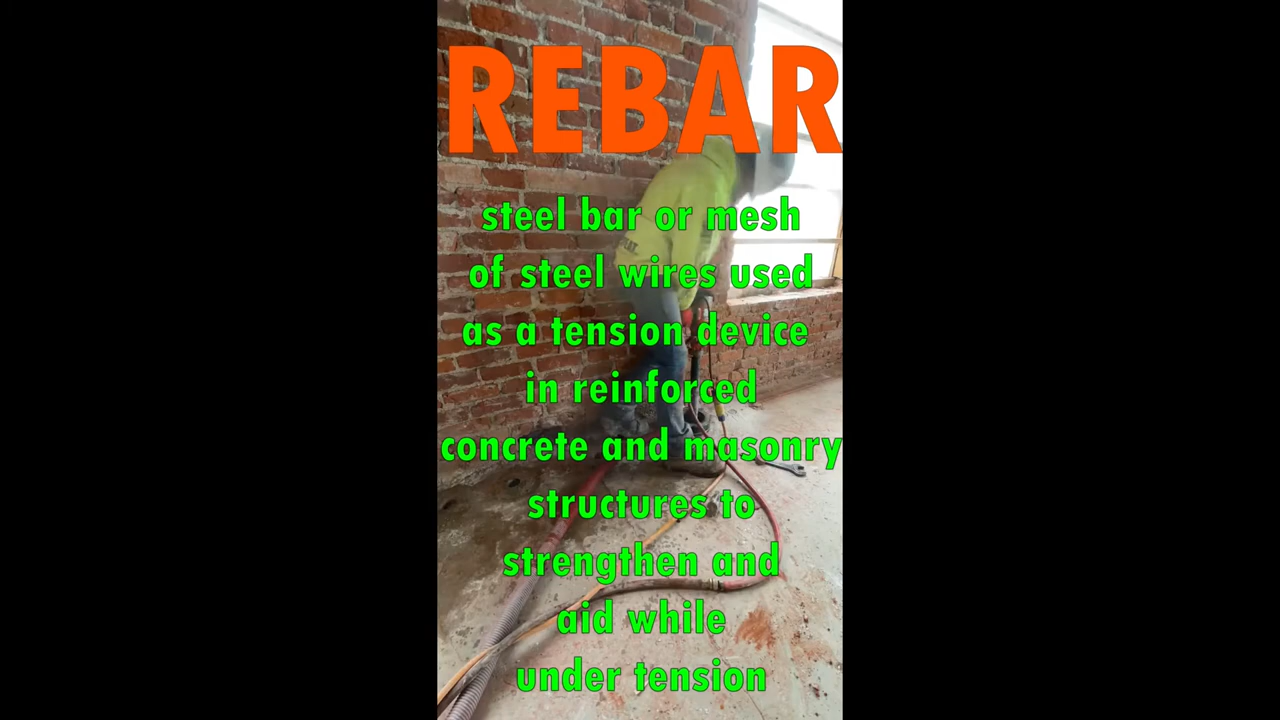 REBAR
steel bar or mesh
of steel wires used
as a tension device
in reinforced
concrete and masonry
structures to
strengthen and
aid while
under tension